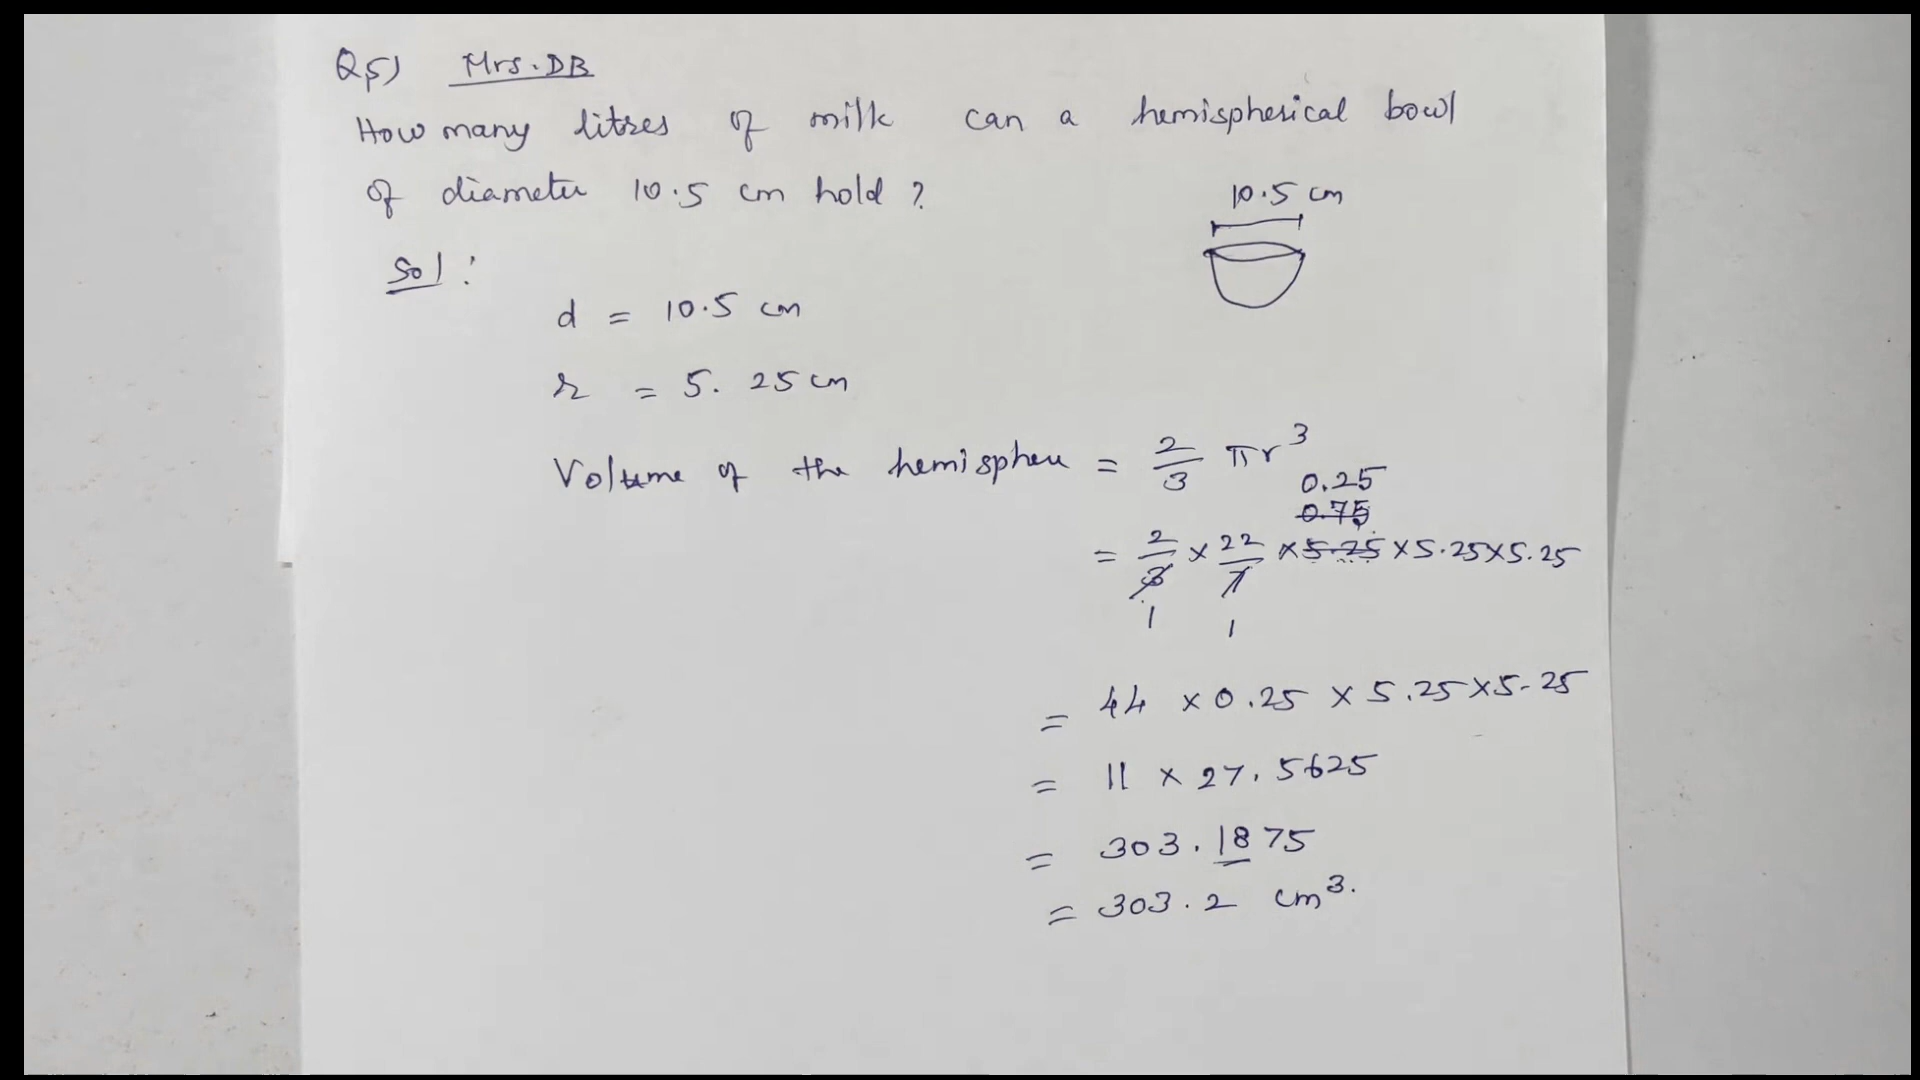 Q5) Mrs.DB
How many litres of milk can a hemispherical bowl
of diameter 10.5 cm hold ?
10.5 cm
Sol :
d = 10.5 cm
r = 5.25 cm
Volume of the hemisphere = 2/3 πr³
0.25
0.75
= 2/3 × 22/7 × 5.25 × 5.25 × 5.25
1 1
= 44 × 0.25 × 5.25 × 5.25
= 11 × 27.5625
= 303.1875
= 303.2 cm³.